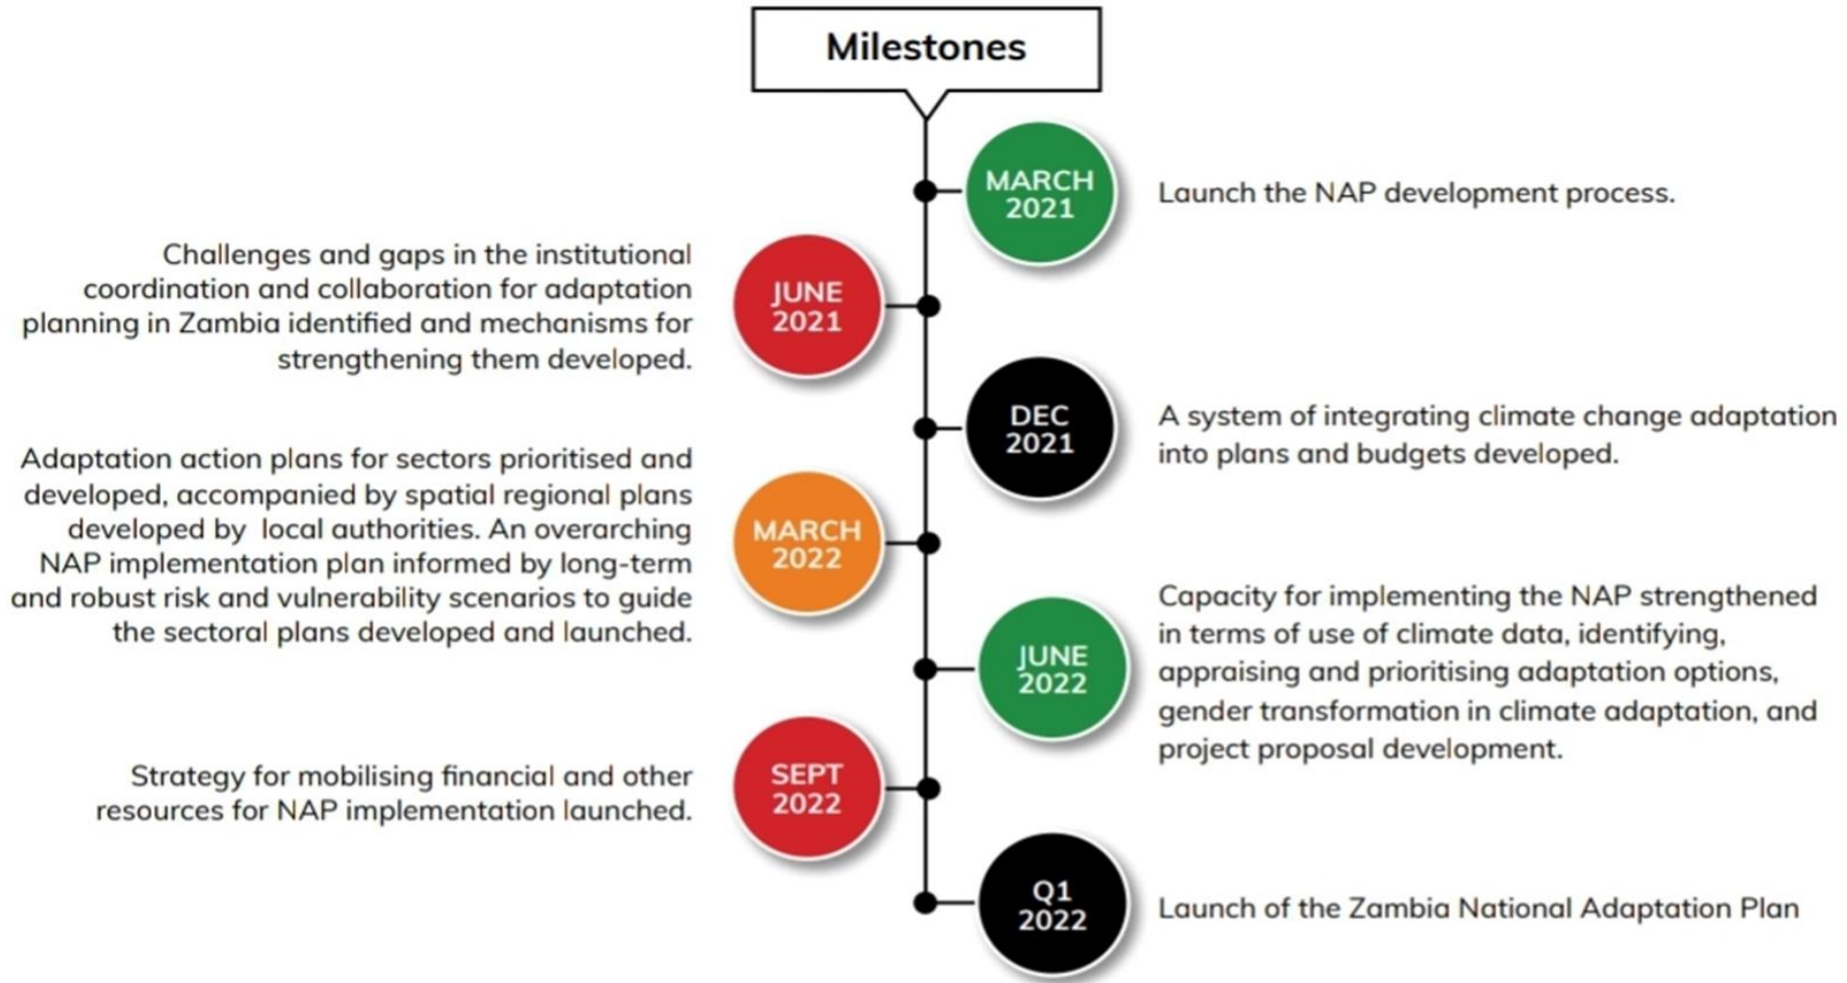 Milestones
MARCH
2021
Launch the NAP development process.
Challenges and gaps in the institutional
coordination and collaboration for adaptation
planning in Zambia identified and mechanisms for
strengthening them developed.
JUNE
2021
DEC
2021
A system of integrating climate change adaptation
into plans and budgets developed.
Adaptation action plans for sectors prioritised and
developed, accompanied by spatial regional plans
developed by local authorities. An overarching
NAP implementation plan informed by long-term
and robust risk and vulnerability scenarios to guide
the sectoral plans developed and launched.
MARCH
2022
JUNE
2022
Capacity for implementing the NAP strengthened
in terms of use of climate data, identifying,
appraising and prioritising adaptation options,
gender transformation in climate adaptation, and
project proposal development.
Strategy for mobilising financial and other
resources for NAP implementation launched.
SEPT
2022
Q1
2022
Launch of the Zambia National Adaptation Plan